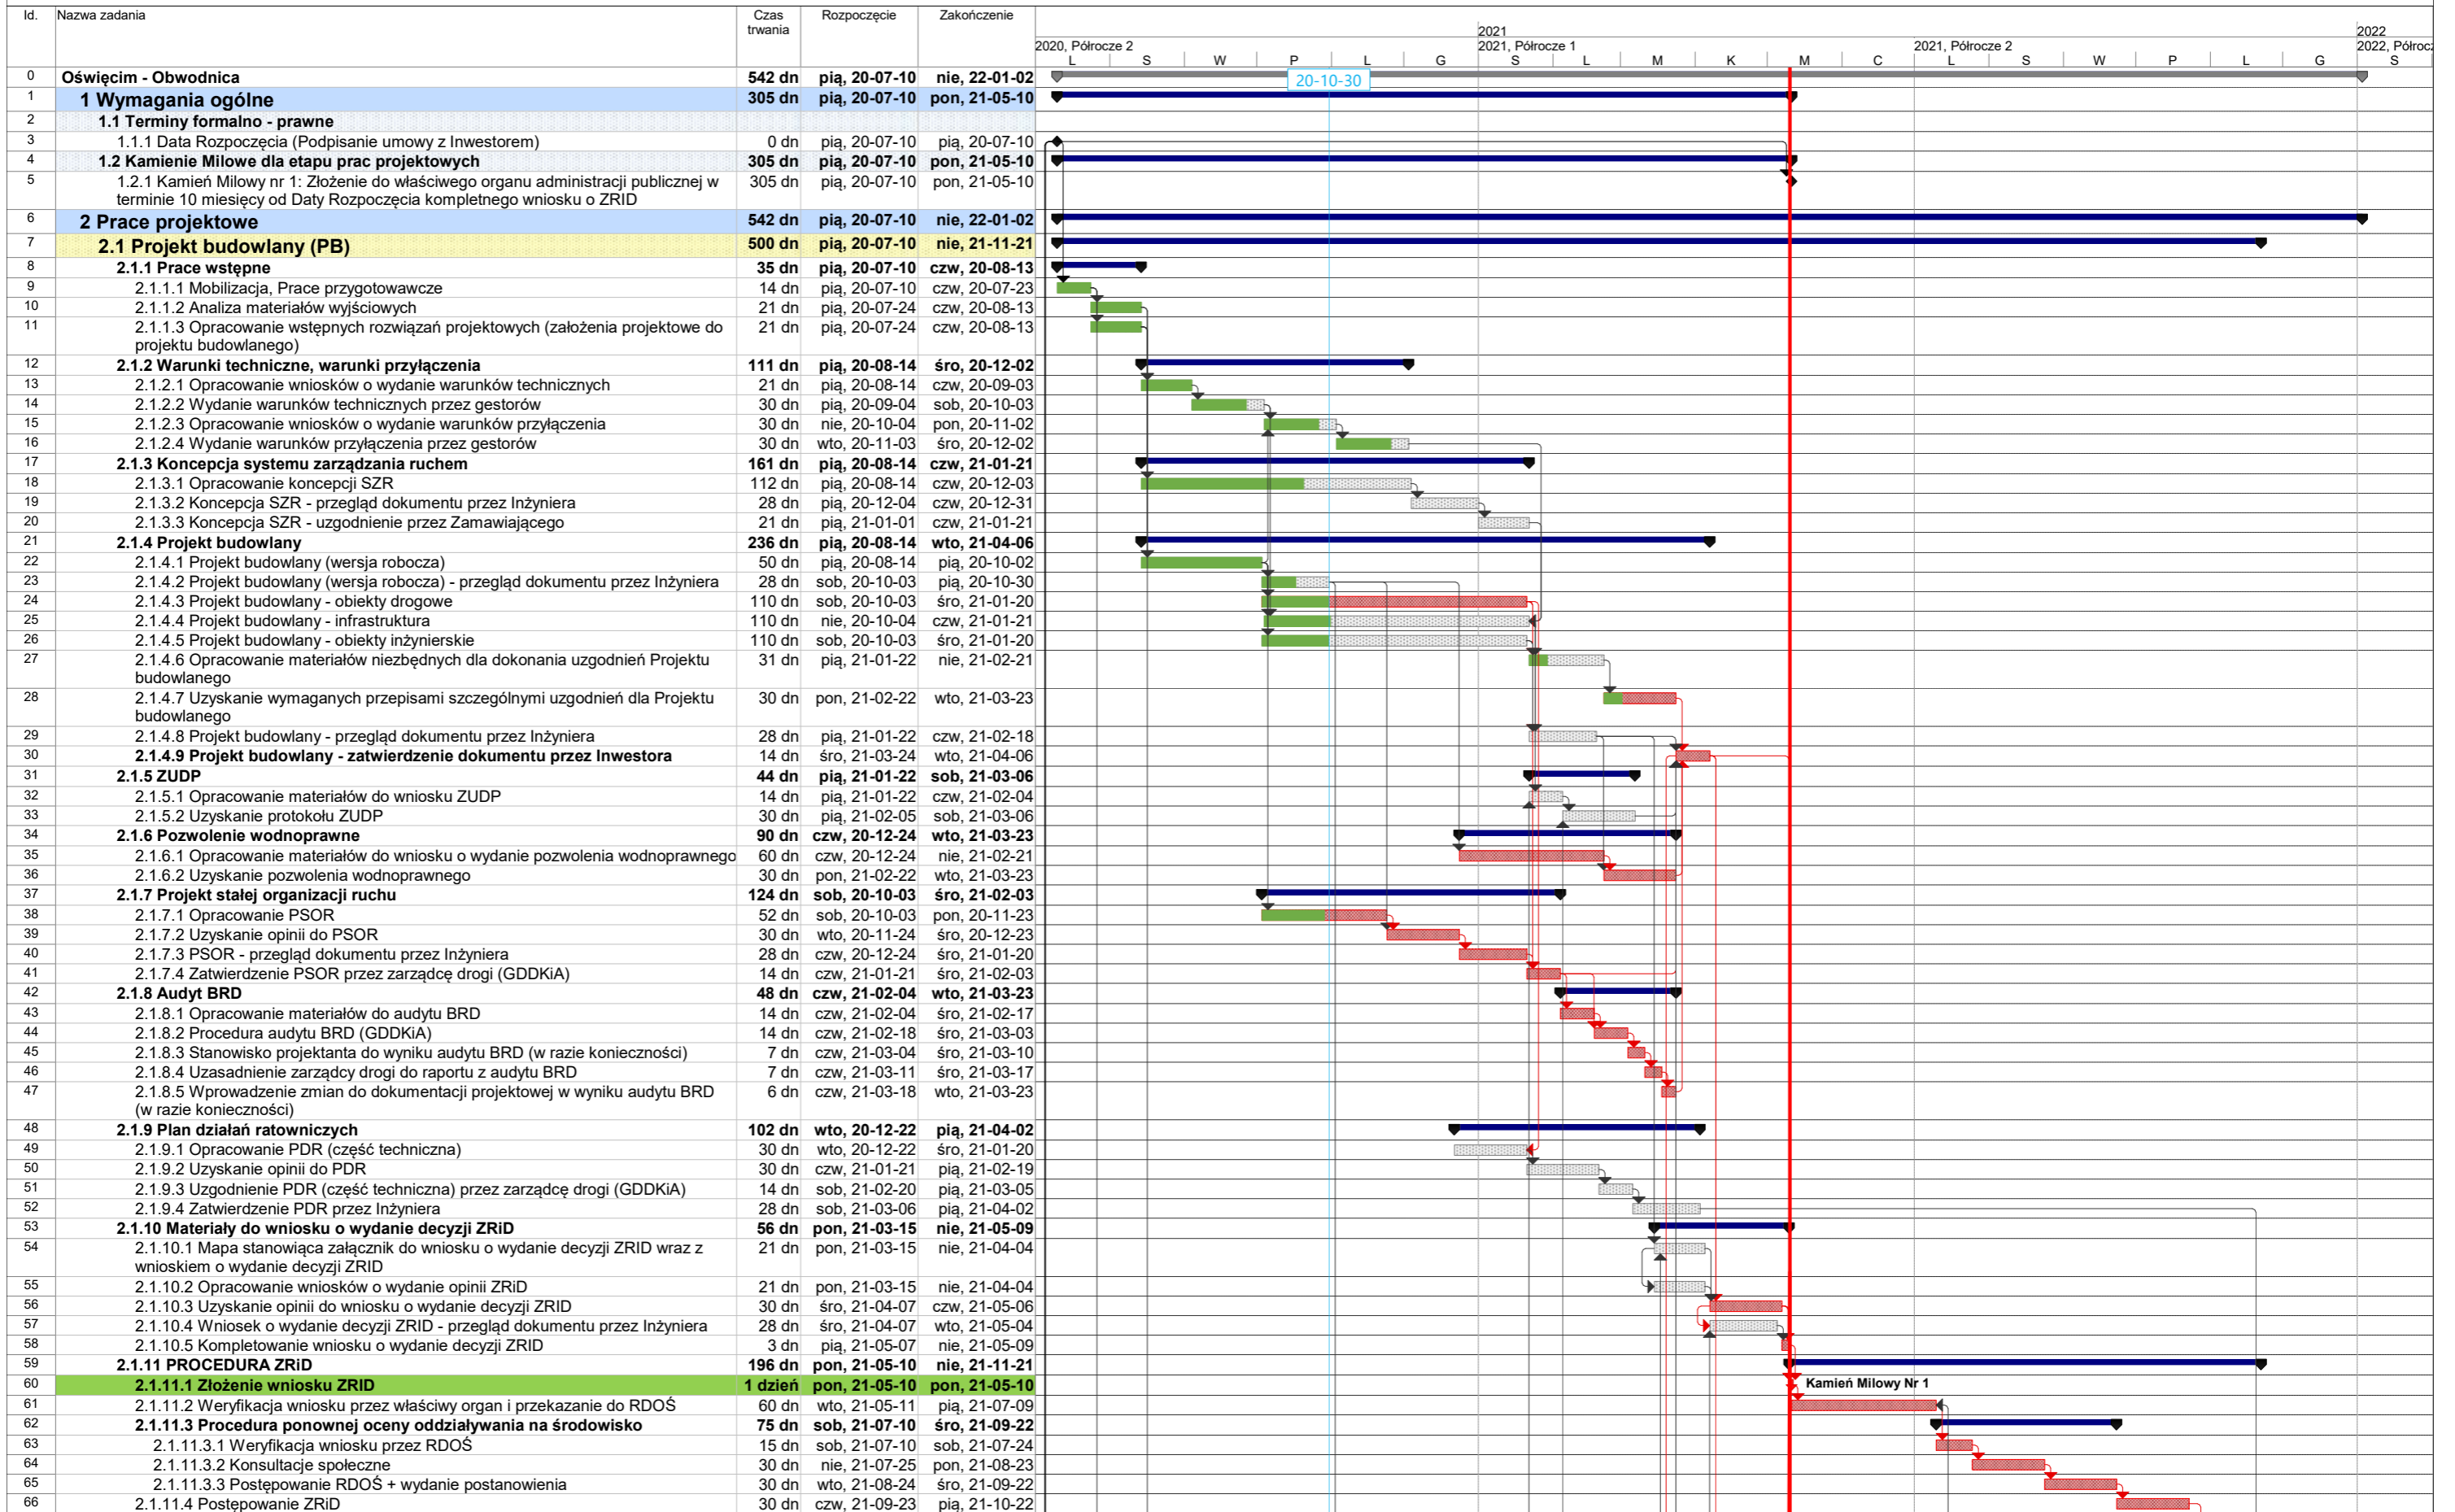 Id. Nazwa zadania Czas trwania Rozpoczęcie Zakończenie
2021 2022
2020, Półrocze 2 2021, Półrocze 1 2021, Półrocze 2 2022, Półrocz
L S W P L G S L M K M C L S W P L G S
0 Oświęcim - Obwodnica 542 dn pią, 20-07-10 nie, 22-01-02
20-10-30
1 1 Wymagania ogólne 305 dn pią, 20-07-10 pon, 21-05-10
2 1.1 Terminy formalno - prawne
3 1.1.1 Data Rozpoczęcia (Podpisanie umowy z Inwestorem) 0 dn pią, 20-07-10 pią, 20-07-10
4 1.2 Kamienie Milowe dla etapu prac projektowych 305 dn pią, 20-07-10 pon, 21-05-10
5 1.2.1 Kamień Milowy nr 1: Złożenie do właściwego organu administracji publicznej w 305 dn pią, 20-07-10 pon, 21-05-10
terminie 10 miesięcy od Daty Rozpoczęcia kompletnego wniosku o ZRID
6 2 Prace projektowe 542 dn pią, 20-07-10 nie, 22-01-02
7 2.1 Projekt budowlany (PB) 500 dn pią, 20-07-10 nie, 21-11-21
8 2.1.1 Prace wstępne 35 dn pią, 20-07-10 czw, 20-08-13
9 2.1.1.1 Mobilizacja, Prace przygotowawcze 14 dn pią, 20-07-10 czw, 20-07-23
10 2.1.1.2 Analiza materiałów wyjściowych 21 dn pią, 20-07-24 czw, 20-08-13
11 2.1.1.3 Opracowanie wstępnych rozwiązań projektowych (założenia projektowe do 21 dn pią, 20-07-24 czw, 20-08-13
projektu budowlanego)
12 2.1.2 Warunki techniczne, warunki przyłączenia 111 dn pią, 20-08-14 śro, 20-12-02
13 2.1.2.1 Opracowanie wniosków o wydanie warunków technicznych 21 dn pią, 20-08-14 czw, 20-09-03
14 2.1.2.2 Wydanie warunków technicznych przez gestorów 30 dn pią, 20-09-04 sob, 20-10-03
15 2.1.2.3 Opracowanie wniosków o wydanie warunków przyłączenia 30 dn nie, 20-10-04 pon, 20-11-02
16 2.1.2.4 Wydanie warunków przyłączenia przez gestorów 30 dn wto, 20-11-03 śro, 20-12-02
17 2.1.3 Koncepcja systemu zarządzania ruchem 161 dn pią, 20-08-14 czw, 21-01-21
18 2.1.3.1 Opracowanie koncepcji SZR 112 dn pią, 20-08-14 czw, 20-12-03
19 2.1.3.2 Koncepcja SZR - przegląd dokumentu przez Inżyniera 28 dn pią, 20-12-04 czw, 20-12-31
20 2.1.3.3 Koncepcja SZR - uzgodnienie przez Zamawiającego 21 dn pią, 21-01-01 czw, 21-01-21
21 2.1.4 Projekt budowlany 236 dn pią, 20-08-14 wto, 21-04-06
22 2.1.4.1 Projekt budowlany (wersja robocza) 50 dn pią, 20-08-14 pią, 20-10-02
23 2.1.4.2 Projekt budowlany (wersja robocza) - przegląd dokumentu przez Inżyniera 28 dn sob, 20-10-03 pią, 20-10-30
24 2.1.4.3 Projekt budowlany - obiekty drogowe 110 dn sob, 20-10-03 śro, 21-01-20
25 2.1.4.4 Projekt budowlany - infrastruktura 110 dn nie, 20-10-04 czw, 21-01-21
26 2.1.4.5 Projekt budowlany - obiekty inżynierskie 110 dn sob, 20-10-03 śro, 21-01-20
27 2.1.4.6 Opracowanie materiałów niezbędnych dla dokonania uzgodnień Projektu 31 dn pią, 21-01-22 nie, 21-02-21
budowlanego
28 2.1.4.7 Uzyskanie wymaganych przepisami szczególnymi uzgodnień dla Projektu 30 dn pon, 21-02-22 wto, 21-03-23
budowlanego
29 2.1.4.8 Projekt budowlany - przegląd dokumentu przez Inżyniera 28 dn pią, 21-01-22 czw, 21-02-18
30 2.1.4.9 Projekt budowlany - zatwierdzenie dokumentu przez Inwestora 14 dn śro, 21-03-24 wto, 21-04-06
31 2.1.5 ZUDP 44 dn pią, 21-01-22 sob, 21-03-06
32 2.1.5.1 Opracowanie materiałów do wniosku ZUDP 14 dn pią, 21-01-22 czw, 21-02-04
33 2.1.5.2 Uzyskanie protokołu ZUDP 30 dn pią, 21-02-05 sob, 21-03-06
34 2.1.6 Pozwolenie wodnoprawne 90 dn czw, 20-12-24 wto, 21-03-23
35 2.1.6.1 Opracowanie materiałów do wniosku o wydanie pozwolenia wodnoprawnego 60 dn czw, 20-12-24 nie, 21-02-21
36 2.1.6.2 Uzyskanie pozwolenia wodnoprawnego 30 dn pon, 21-02-22 wto, 21-03-23
37 2.1.7 Projekt stałej organizacji ruchu 124 dn sob, 20-10-03 śro, 21-02-03
38 2.1.7.1 Opracowanie PSOR 52 dn sob, 20-10-03 pon, 20-11-23
39 2.1.7.2 Uzyskanie opinii do PSOR 30 dn wto, 20-11-24 śro, 20-12-23
40 2.1.7.3 PSOR - przegląd dokumentu przez Inżyniera 28 dn czw, 20-12-24 śro, 21-01-20
41 2.1.7.4 Zatwierdzenie PSOR przez zarządcę drogi (GDDKiA) 14 dn czw, 21-01-21 śro, 21-02-03
42 2.1.8 Audyt BRD 48 dn czw, 21-02-04 wto, 21-03-23
43 2.1.8.1 Opracowanie materiałów do audytu BRD 14 dn czw, 21-02-04 śro, 21-02-17
44 2.1.8.2 Procedura audytu BRD (GDDKiA) 14 dn czw, 21-02-18 śro, 21-03-03
45 2.1.8.3 Stanowisko projektanta do wyniku audytu BRD (w razie konieczności) 7 dn czw, 21-03-04 śro, 21-03-10
46 2.1.8.4 Uzasadnienie zarządcy drogi do raportu z audytu BRD 7 dn czw, 21-03-11 śro, 21-03-17
47 2.1.8.5 Wprowadzenie zmian do dokumentacji projektowej w wyniku audytu BRD 6 dn czw, 21-03-18 wto, 21-03-23
(w razie konieczności)
48 2.1.9 Plan działań ratowniczych 102 dn wto, 20-12-22 pią, 21-04-02
49 2.1.9.1 Opracowanie PDR (część techniczna) 30 dn wto, 20-12-22 śro, 21-01-20
50 2.1.9.2 Uzyskanie opinii do PDR 30 dn czw, 21-01-21 pią, 21-02-19
51 2.1.9.3 Uzgodnienie PDR (część techniczna) przez zarządcę drogi (GDDKiA) 14 dn sob, 21-02-20 pią, 21-03-05
52 2.1.9.4 Zatwierdzenie PDR przez Inżyniera 28 dn sob, 21-03-06 pią, 21-04-02
53 2.1.10 Materiały do wniosku o wydanie decyzji ZRiD 56 dn pon, 21-03-15 nie, 21-05-09
54 2.1.10.1 Mapa stanowiąca załącznik do wniosku o wydanie decyzji ZRID wraz z 21 dn pon, 21-03-15 nie, 21-04-04
wnioskiem o wydanie decyzji ZRID
55 2.1.10.2 Opracowanie wniosków o wydanie opinii ZRiD 21 dn pon, 21-03-15 nie, 21-04-04
56 2.1.10.3 Uzyskanie opinii do wniosku o wydanie decyzji ZRID 30 dn śro, 21-04-07 czw, 21-05-06
57 2.1.10.4 Wniosek o wydanie decyzji ZRID - przegląd dokumentu przez Inżyniera 28 dn śro, 21-04-07 wto, 21-05-04
58 2.1.10.5 Kompletowanie wniosku o wydanie decyzji ZRID 3 dn pią, 21-05-07 nie, 21-05-09
59 2.1.11 PROCEDURA ZRiD 196 dn pon, 21-05-10 nie, 21-11-21
60 2.1.11.1 Złożenie wniosku ZRID 1 dzień pon, 21-05-10 pon, 21-05-10 Kamień Milowy Nr 1
61 2.1.11.2 Weryfikacja wniosku przez właściwy organ i przekazanie do RDOŚ 60 dn wto, 21-05-11 pią, 21-07-09
62 2.1.11.3 Procedura ponownej oceny oddziaływania na środowisko 75 dn sob, 21-07-10 śro, 21-09-22
63 2.1.11.3.1 Weryfikacja wniosku przez RDOŚ 15 dn sob, 21-07-10 sob, 21-07-24
64 2.1.11.3.2 Konsultacje społeczne 30 dn nie, 21-07-25 pon, 21-08-23
65 2.1.11.3.3 Postępowanie RDOŚ + wydanie postanowienia 30 dn wto, 21-08-24 śro, 21-09-22
66 2.1.11.4 Postępowanie ZRiD 30 dn czw, 21-09-23 pią, 21-10-22